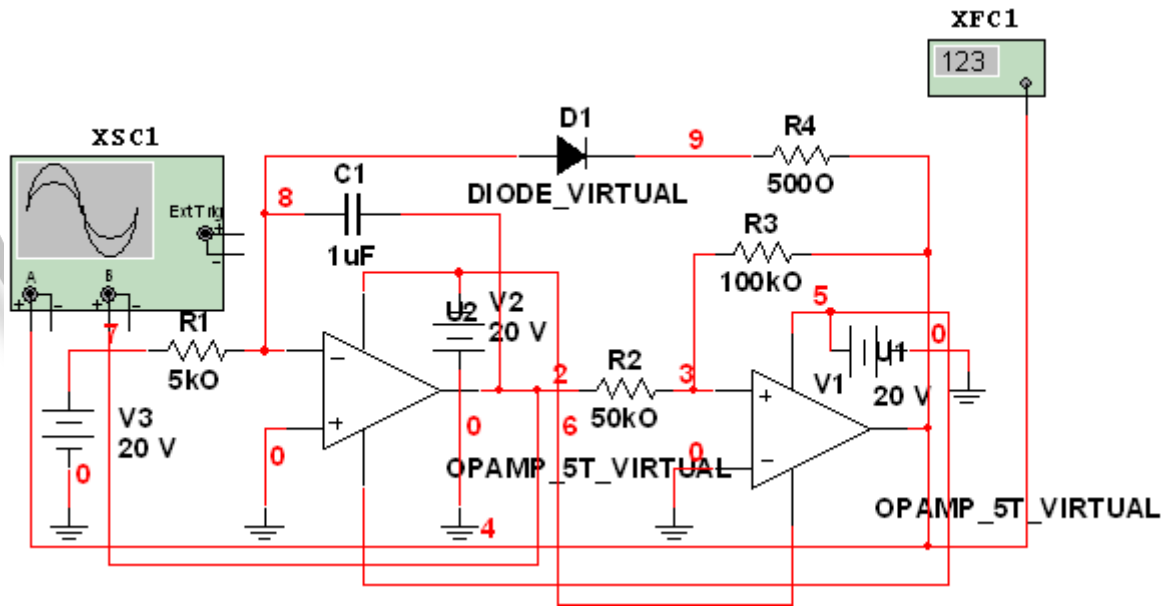 XFC1
123
XSC1
D1
9
R4
8
C1
500O
DIODE_VIRTUAL
Ext Trig
+
−
R3
1uF
100kO
A
B
+ − + −
7
R1
U2
V2
20 V
5
0
5kO
−
2
R2
3
R2
U1
V1
20 V
V3
20 V
+
0
6
50kO
+
−
0
0
0
OPAMP_5T_VIRTUAL
4
OPAMP_5T_VIRTUAL